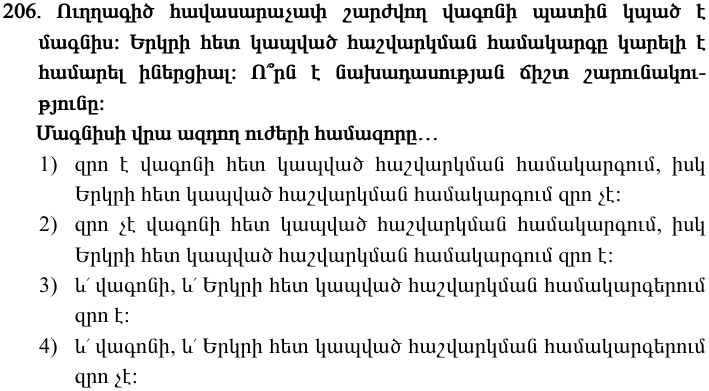 206. Ուղղագիծ հավասարաչափ շարժվող վագոնի պատին կպած է
մագնիս: Երկրի հետ կապված հաշվարկման համակարգը կարելի է
համարել իներցիալ: Ո՞րն է նախադասության ճիշտ շարունակու-
թյունը:
Մագնիսի վրա ազդող ուժերի համազորը…
1) զրո է վագոնի հետ կապված հաշվարկման համակարգում, իսկ
Երկրի հետ կապված հաշվարկման համակարգում զրո չէ:
2) զրո չէ վագոնի հետ կապված հաշվարկման համակարգում, իսկ
Երկրի հետ կապված հաշվարկման համակարգում զրո է:
3) և՛ վագոնի, և՛ Երկրի հետ կապված հաշվարկման համակարգերում
զրո է:
4) և՛ վագոնի, և՛ Երկրի հետ կապված հաշվարկման համակարգերում
զրո չէ: